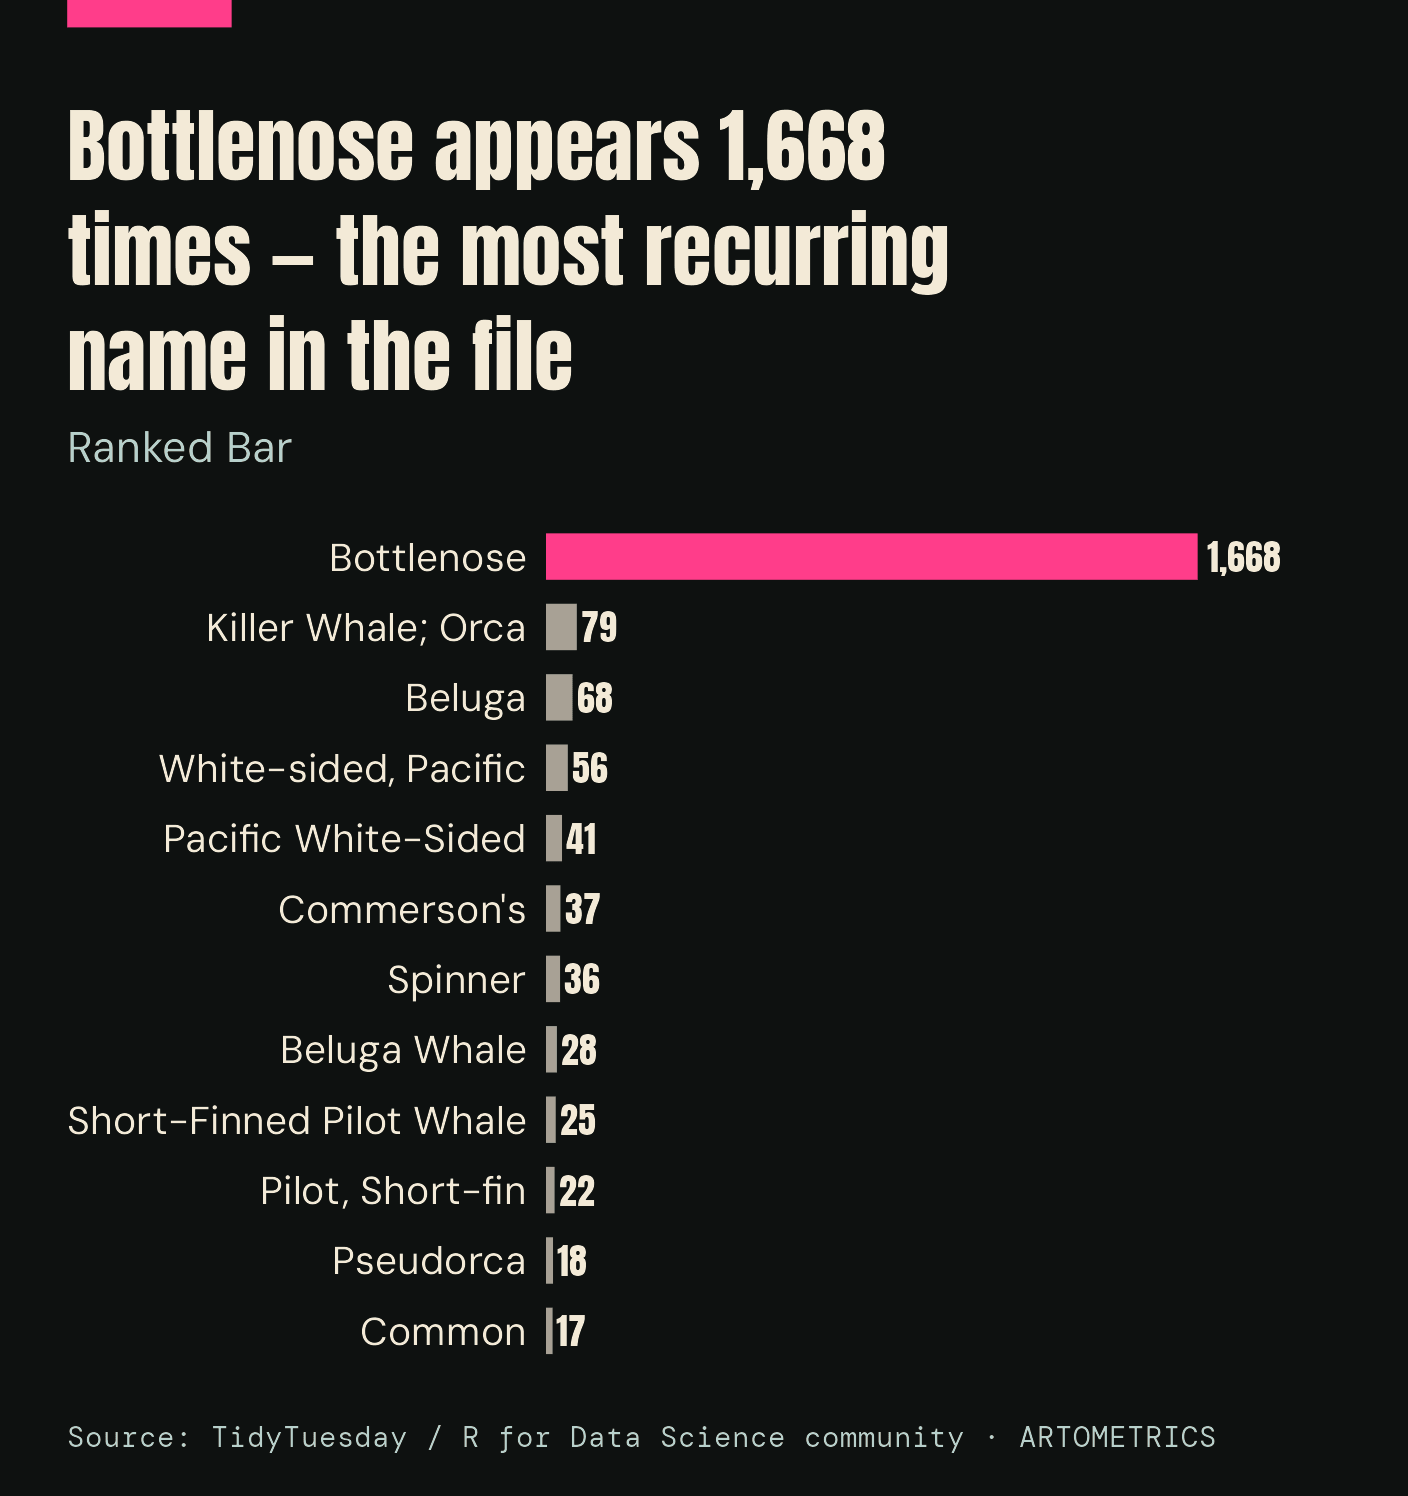 Bottlenose appears 1,668
times – the most recurring
name in the file
Ranked Bar
Bottlenose 1,668
Killer Whale; Orca 79
Beluga 68
White-sided, Pacific 56
Pacific White-Sided 41
Commerson's 37
Spinner 36
Beluga Whale 28
Short-Finned Pilot Whale 25
Pilot, Short-fin 22
Pseudorca 18
Common 17
Source: TidyTuesday / R for Data Science community · ARTOMETRICS